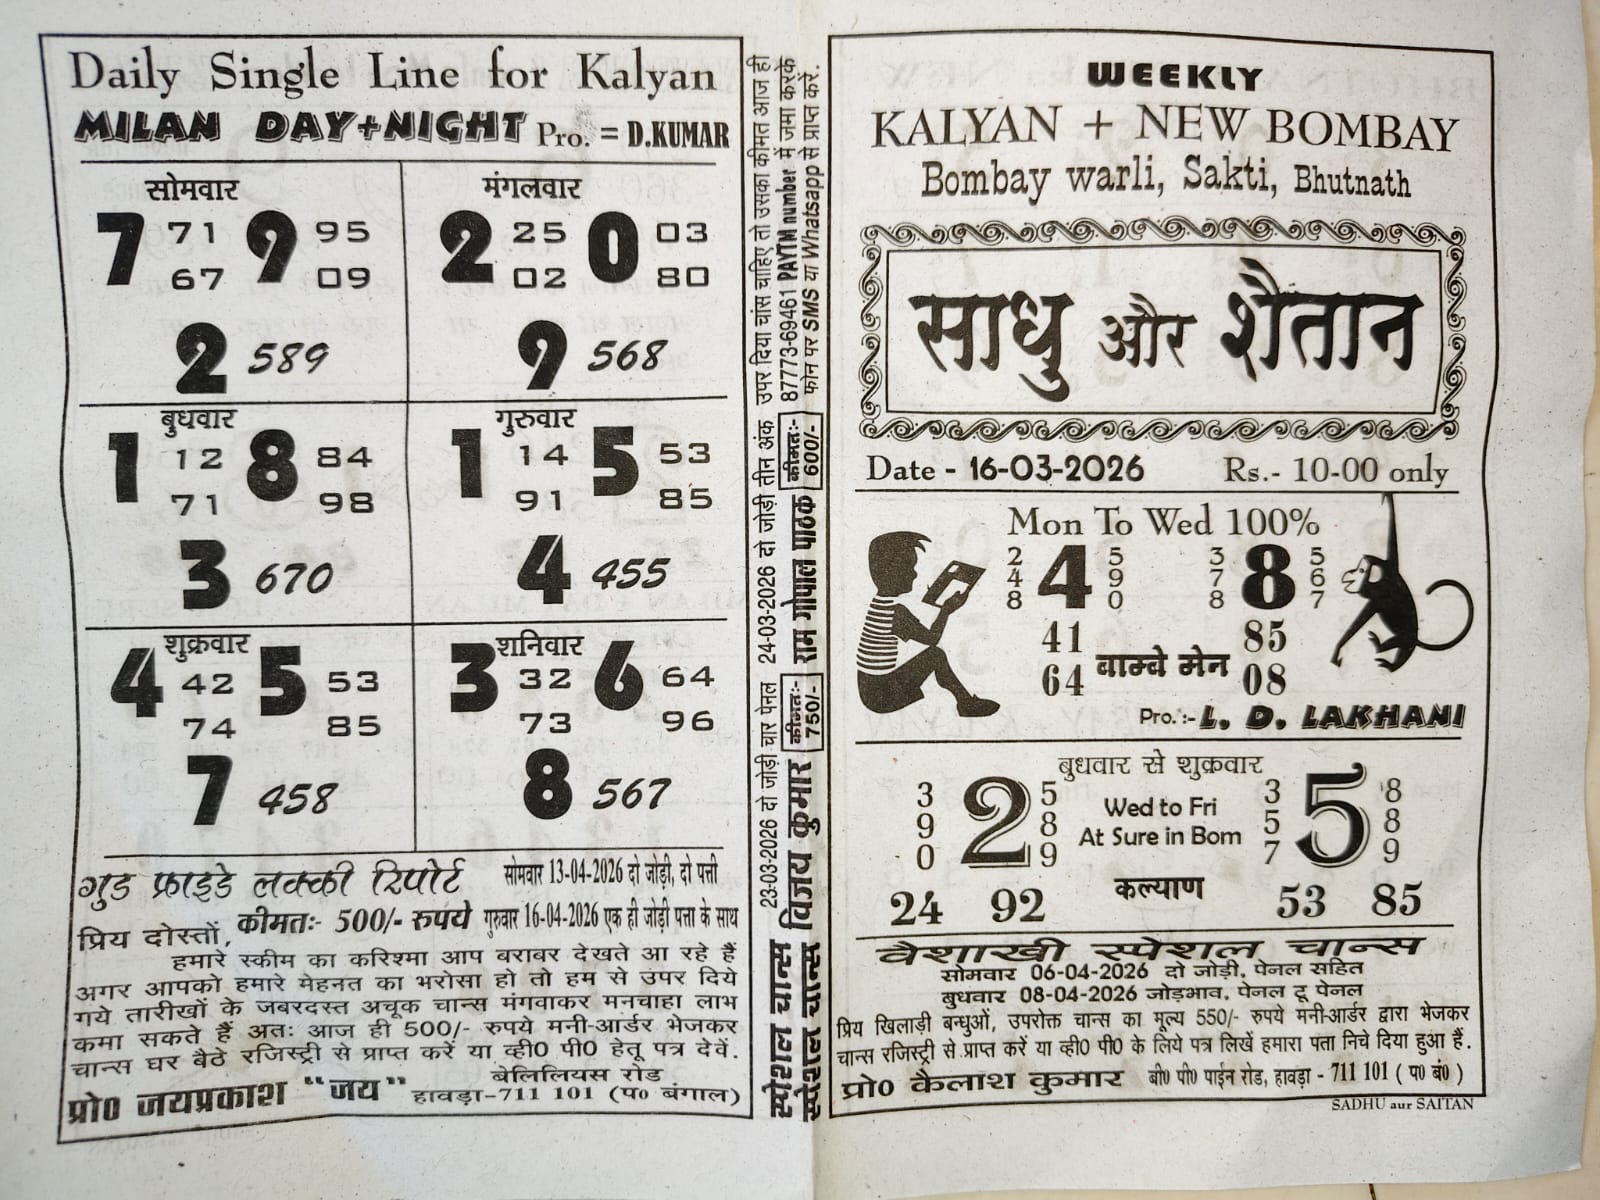 Daily Single Line for Kalyan
MILAN DAY+NIGHT Pro. = D.KUMAR
सोमवार
7 71 67 9 95 09
2 589
मंगलवार
2 25 02 0 03 80
9 568
बुधवार
1 12 71 8 84 98
3 670
गुरुवार
1 14 91 5 53 85
4 455
शुक्रवार
4 42 74 5 53 85
7 458
शनिवार
3 32 73 6 64 96
8 567
गुड फ्राइडे लक्की रिपोर्ट सोमवार 13-04-2026 दो जोड़ी, दो पत्ती
कीमतः- 500/- रुपये गुरुवार 16-04-2026 एक ही जोड़ी पत्ता के साथ
प्रिय दोस्तों,
हमारे स्कीम का करिश्मा आप बराबर देखते आ रहे हैं
अगर आपको हमारे मेहनत का भरोसा हो तो हम से उपर दिये
गये तारीखों के जबरदस्त अचूक चान्स मंगवाकर मनचाहा लाभ
कमा सकते हैं अतः आज ही 500/- रुपये मनी-आर्डर भेजकर
चान्स घर बैठे रजिस्ट्री से प्राप्त करें या व्ही0 पी0 हेतू पत्र देवें.
प्रो0 जयप्रकाश "जय" बेलिलियस रोड
हावड़ा-711 101 (प0 बंगाल)
स्पेशल चान्स 23-03-2026 दो जोड़ी चार पेनल 24-03-2026 दो जोड़ी तीन अंक उपर दिया चांस चाहिए तो उसका कीमत आज ही
स्पेशल चान्स विजय कुमार कीमतः- 750/- राम गोपाल पाठक कीमतः- 600/- 87773-69461 PAYTM number में जमा करके
फोन पर SMS या Whatsapp से प्राप्त करें.
WEEKLY
KALYAN + NEW BOMBAY
Bombay warli, Sakti, Bhutnath
साधु और शैतान
Date - 16-03-2026 Rs.- 10-00 only
Mon To Wed 100%
2 4 8 4 5 9 0 3 7 8 8 5 6 7
41 85
64 बाम्बे मेन 08
Pro.:- L. D. LAKHANI
बुधवार से शुक्रवार
3 9 0 2 5 8 9 Wed to Fri 3 5 7 5 8 8 9
At Sure in Bom
24 92 कल्याण 53 85
वैशाखी स्पेशल चान्स
सोमवार 06-04-2026 दो जोड़ी, पेनल सहित
बुधवार 08-04-2026 जोड़भाव, पेनल टू पेनल
प्रिय खिलाड़ी बन्धुओं, उपरोक्त चान्स का मूल्य 550/- रुपये मनी-आर्डर द्वारा भेजकर
चान्स रजिस्ट्री से प्राप्त करें या व्ही0 पी0 के लिये पत्र लिखें हमारा पता निचे दिया हुआ हैं.
प्रो0 कैलाश कुमार बी0 पी0 पाईन रोड, हावड़ा - 711 101 ( प0 बं0 )
SADHU aur SAITAN